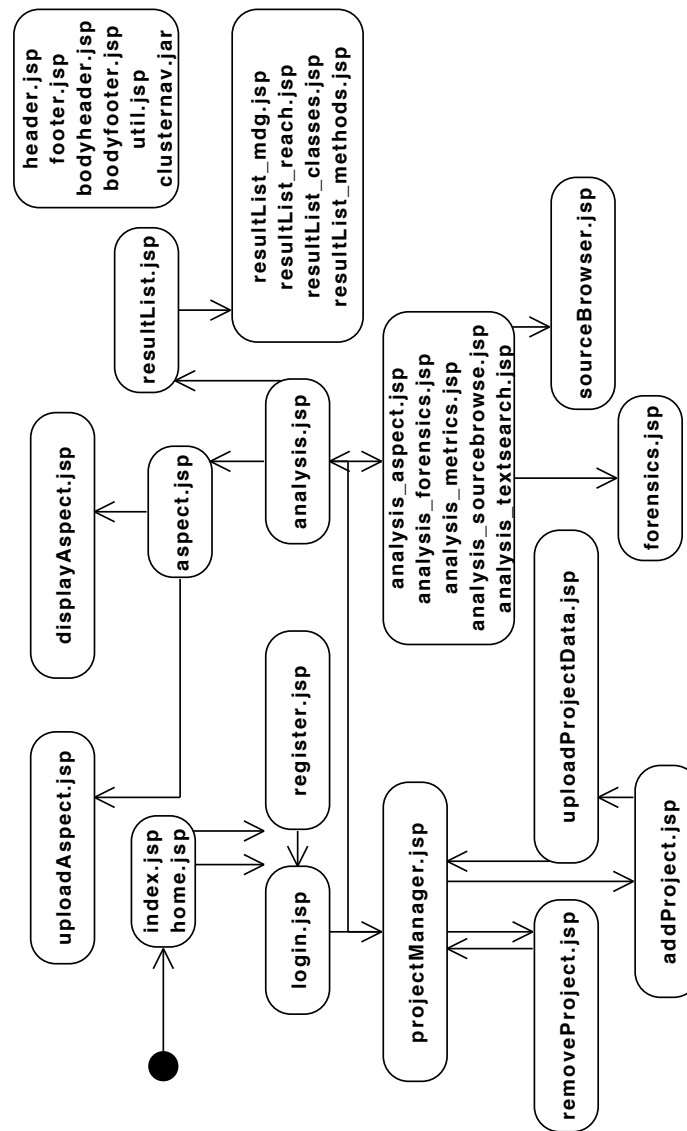 header.jsp
footer.jsp
bodyheader.jsp
bodyfooter.jsp
util.jsp
clusternav.jar
resultList.jsp
resultList_mdg.jsp
resultList_reach.jsp
resultList_classes.jsp
resultList_methods.jsp
displayAspect.jsp
aspect.jsp
analysis.jsp
analysis_aspect.jsp
analysis_forensics.jsp
analysis_metrics.jsp
analysis_sourcebrowse.jsp
analysis_textsearch.jsp
sourceBrowser.jsp
forensics.jsp
uploadAspect.jsp
index.jsp
home.jsp
register.jsp
login.jsp
projectManager.jsp
uploadProjectData.jsp
removeProject.jsp
addProject.jsp